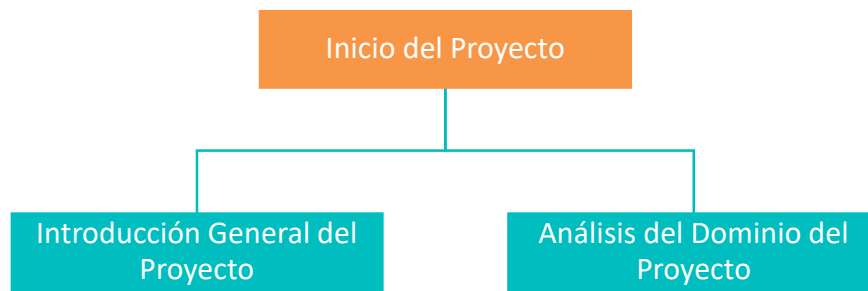 Inicio del Proyecto
Introducción General del
Proyecto
Análisis del Dominio del
Proyecto